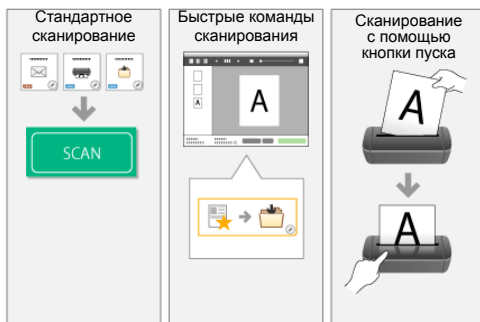 Стандартное
сканирование
SCAN
Быстрые команды
сканирования
A
A
Сканирование
с помощью
кнопки пуска
A
A